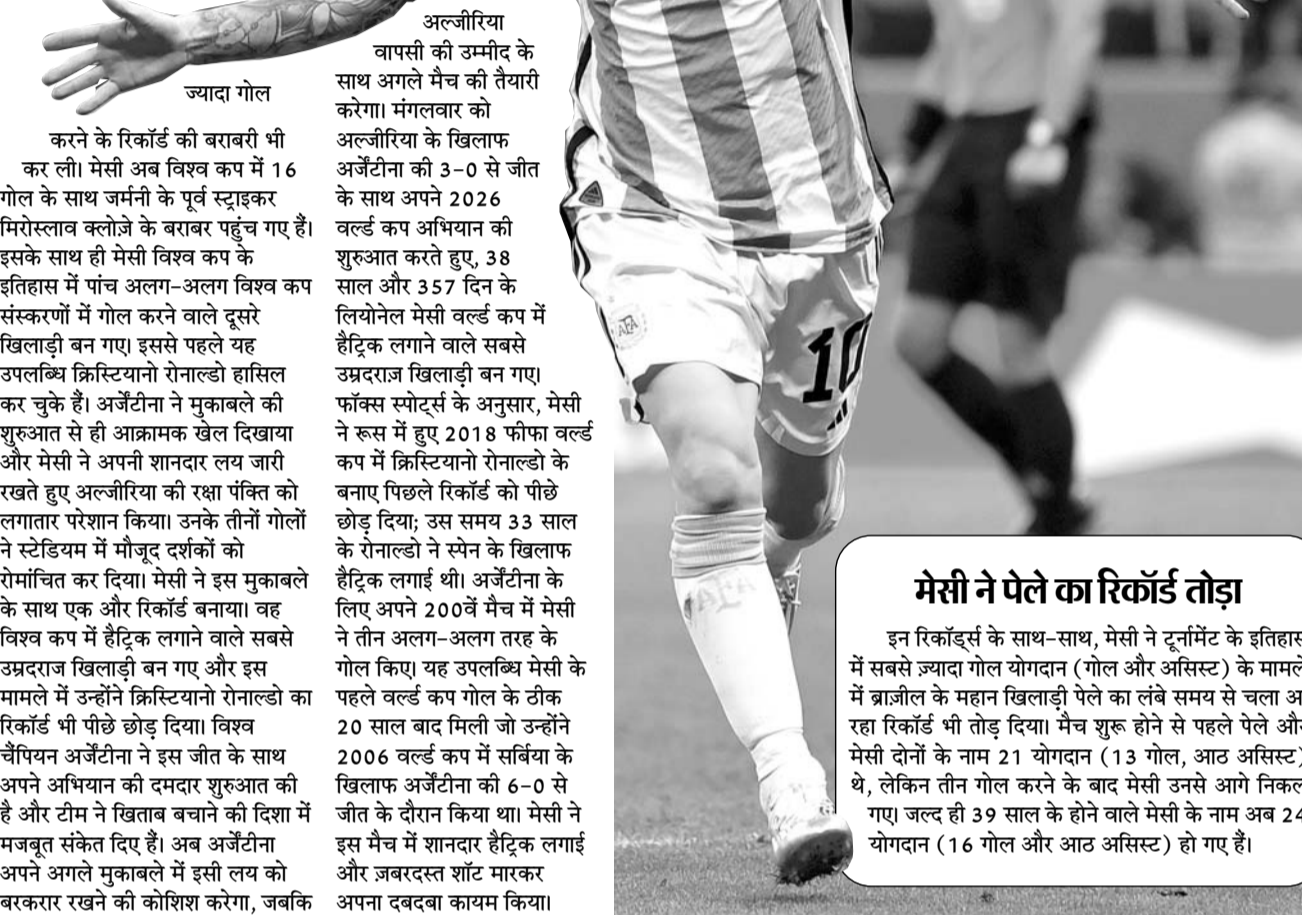 ज्यादा गोल
करने के रिकॉर्ड की बराबरी भी
कर ली। मेसी अब विश्व कप में 16
गोल के साथ जर्मनी के पूर्व स्ट्राइकर
मिरोस्लाव क्लोज़े के बराबर पहुंच गए हैं।
इसके साथ ही मेसी विश्व कप के
इतिहास में पांच अलग-अलग विश्व कप
संस्करणों में गोल करने वाले दूसरे
खिलाड़ी बन गए। इससे पहले यह
उपलब्धि क्रिस्टियानो रोनाल्डो हासिल
कर चुके हैं। अर्जेंटीना ने मुकाबले की
शुरुआत से ही आक्रामक खेल दिखाया
और मेसी ने अपनी शानदार लय जारी
रखते हुए अल्जीरिया की रक्षा पंक्ति को
लगातार परेशान किया। उनके तीनों गोलों
ने स्टेडियम में मौजूद दर्शकों को
रोमांचित कर दिया। मेसी ने इस मुकाबले
के साथ एक और रिकॉर्ड बनाया। वह
विश्व कप में हैट्रिक लगाने वाले सबसे
उम्रदराज खिलाड़ी बन गए और इस
मामले में उन्होंने क्रिस्टियानो रोनाल्डो का
रिकॉर्ड भी पीछे छोड़ दिया। विश्व
चैंपियन अर्जेंटीना ने इस जीत के साथ
अपने अभियान की दमदार शुरुआत की
है और टीम ने खिताब बचाने की दिशा में
मजबूत संकेत दिए हैं। अब अर्जेंटीना
अपने अगले मुकाबले में इसी लय को
बरकरार रखने की कोशिश करेगा, जबकि
अल्जीरिया
वापसी की उम्मीद के
साथ अगले मैच की तैयारी
करेगा। मंगलवार को
अल्जीरिया के खिलाफ
अर्जेंटीना की 3-0 से जीत
के साथ अपने 2026
वर्ल्ड कप अभियान की
शुरुआत करते हुए, 38
साल और 357 दिन के
लियोनेल मेसी वर्ल्ड कप में
हैट्रिक लगाने वाले सबसे
उम्रदराज़ खिलाड़ी बन गए।
फॉक्स स्पोर्ट्स के अनुसार, मेसी
ने रूस में हुए 2018 फीफा वर्ल्ड
कप में क्रिस्टियानो रोनाल्डो के
बनाए पिछले रिकॉर्ड को पीछे
छोड़ दिया; उस समय 33 साल
के रोनाल्डो ने स्पेन के खिलाफ
हैट्रिक लगाई थी। अर्जेंटीना के
लिए अपने 200वें मैच में मेसी
ने तीन अलग-अलग तरह के
गोल किए। यह उपलब्धि मेसी के
पहले वर्ल्ड कप गोल के ठीक
20 साल बाद मिली जो उन्होंने
2006 वर्ल्ड कप में सर्बिया के
खिलाफ अर्जेंटीना की 6-0 से
जीत के दौरान किया था। मेसी ने
इस मैच में शानदार हैट्रिक लगाई
और ज़बरदस्त शॉट मारकर
अपना दबदबा कायम किया।
AFA
10
मेसी ने पेले का रिकॉर्ड तोड़ा
इन रिकॉर्ड्स के साथ-साथ, मेसी ने टूर्नामेंट के इतिहास
में सबसे ज़्यादा गोल योगदान (गोल और असिस्ट) के मामले
में ब्राज़ील के महान खिलाड़ी पेले का लंबे समय से चला आ
रहा रिकॉर्ड भी तोड़ दिया। मैच शुरू होने से पहले पेले और
मेसी दोनों के नाम 21 योगदान (13 गोल, आठ असिस्ट)
थे, लेकिन तीन गोल करने के बाद मेसी उनसे आगे निकल
गए। जल्द ही 39 साल के होने वाले मेसी के नाम अब 24
योगदान (16 गोल और आठ असिस्ट) हो गए हैं।